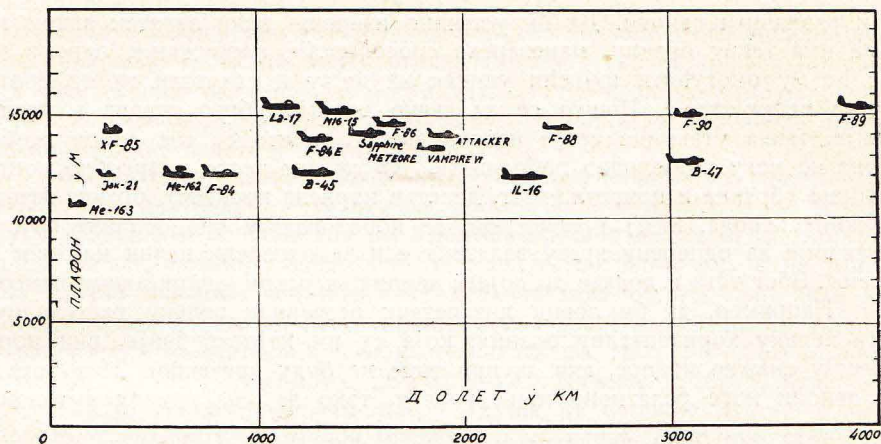 15000
10000
5000
0
1000
2000
3000
4000
ПЛАФОН У М
ДОЛЕТ У КМ
XF-85
Јак-21
Me-163
Me-162
F-84
La-17
MIG-15
F-84E
B-45
Sapphire
METEORE
F-86
ATTACKER
VAMPIRE VI
F-88
IL-16
F-90
B-47
F-89